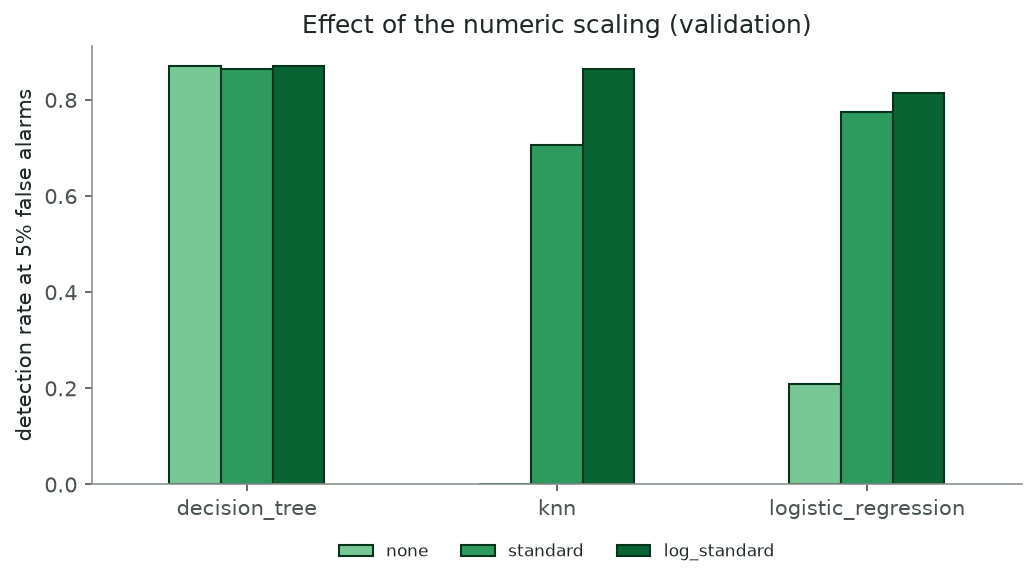 Effect of the numeric scaling (validation)
detection rate at 5% false alarms
0.8
0.6
0.4
0.2
0.0
decision_tree knn logistic_regression
none standard log_standard